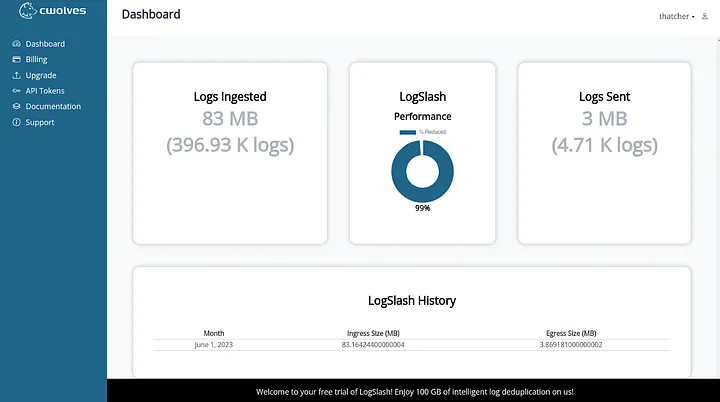 cwolves
Dashboard
thatcher
Dashboard
Billing
Upgrade
API Tokens
Documentation
Support
Logs Ingested
83 MB
(396.93 K logs)
LogSlash
Performance
% Reduced
99%
Logs Sent
3 MB
(4.71 K logs)
LogSlash History
Month Ingress Size (MB) Egress Size (MB)
June 1, 2023 83.16424400000004 3.869181000000002
Welcome to your free trial of LogSlash! Enjoy 100 GB of intelligent log deduplication on us!